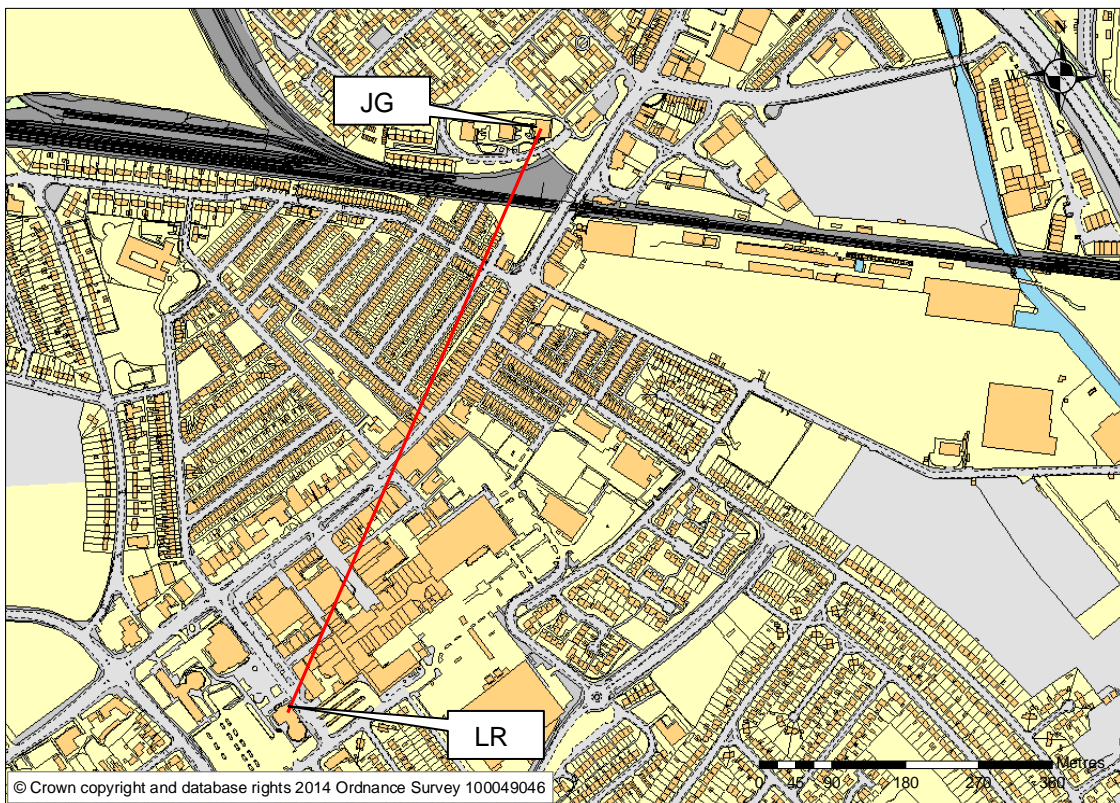 N
W
S
JG
LR
Metres
0 45 90 180 270 360
© Crown copyright and database rights 2014 Ordnance Survey 100049046